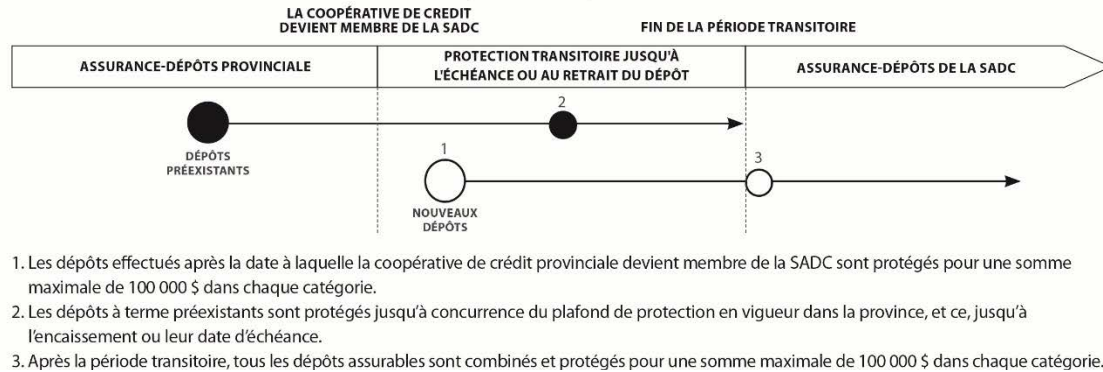 LA COOPÉRATIVE DE CREDIT
DEVIENT MEMBRE DE LA SADC
FIN DE LA PÉRIODE TRANSITOIRE
ASSURANCE-DÉPÔTS PROVINCIALE
PROTECTION TRANSITOIRE JUSQU'À
L'ÉCHÉANCE OU AU RETRAIT DU DÉPÔT
ASSURANCE-DÉPÔTS DE LA SADC
2
DÉPÔTS
PRÉEXISTANTS
1
3
NOUVEAUX
DÉPÔTS
1. Les dépôts effectués après la date à laquelle la coopérative de crédit provinciale devient membre de la SADC sont protégés pour une somme
maximale de 100 000 $ dans chaque catégorie.
2. Les dépôts à terme préexistants sont protégés jusqu'à concurrence du plafond de protection en vigueur dans la province, et ce, jusqu'à
l'encaissement ou leur date d'échéance.
3. Après la période transitoire, tous les dépôts assurables sont combinés et protégés pour une somme maximale de 100 000 $ dans chaque catégorie.